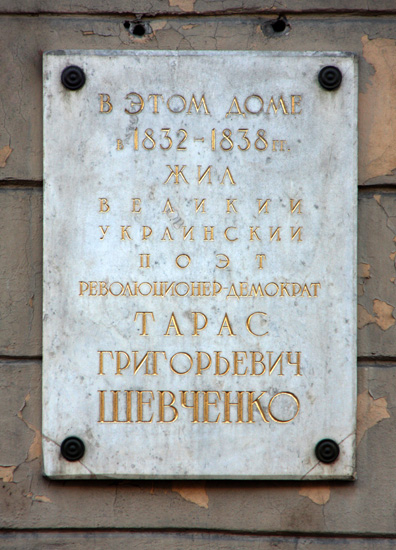 В ЭТОМ ДОМЕ
в 1832-1838 гг.
ЖИЛ
ВЕЛИКИЙ
УКРАИНСКИЙ
ПОЭТ
РЕВОЛЮЦИОНЕР-ДЕМОКРАТ
ТАРАС
ГРИГОРЬЕВИЧ
ШЕВЧЕНКО